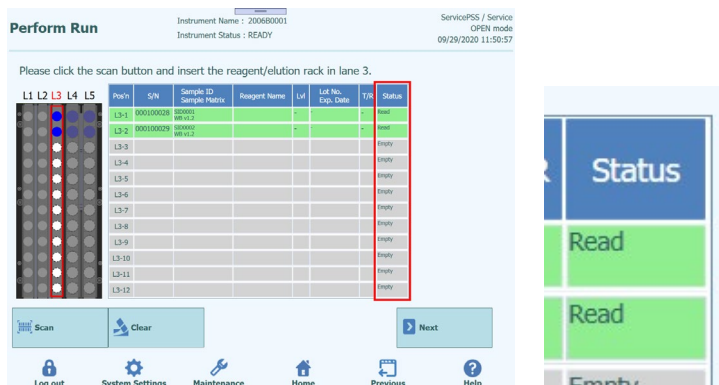 Perform Run
Instrument Name : 200680001
Instrument Status : READY
ServicePSS / Service
OPEN mode
09/29/2020 11:50:57
Please click the scan button and insert the reagent/elution rack in lane 3.
L1 L2 L3 L4 L5
Pos'n S/N Sample ID Sample Matrix Reagent Name Lvl Lot No. Exp. Date T/R Status
L3-1 000100028 SID0001 WB v1.2 - - - Read
L3-2 000100029 SID0002 WB v1.2 - - - Read
L3-3 Empty
L3-4 Empty
L3-5 Empty
L3-6 Empty
L3-7 Empty
L3-8 Empty
L3-9 Empty
L3-10 Empty
L3-11 Empty
L3-12 Empty
Scan
Clear
Next
Log out
System Settings
Maintenance
Home
Previous
Help
Status
Read
Read
Empty